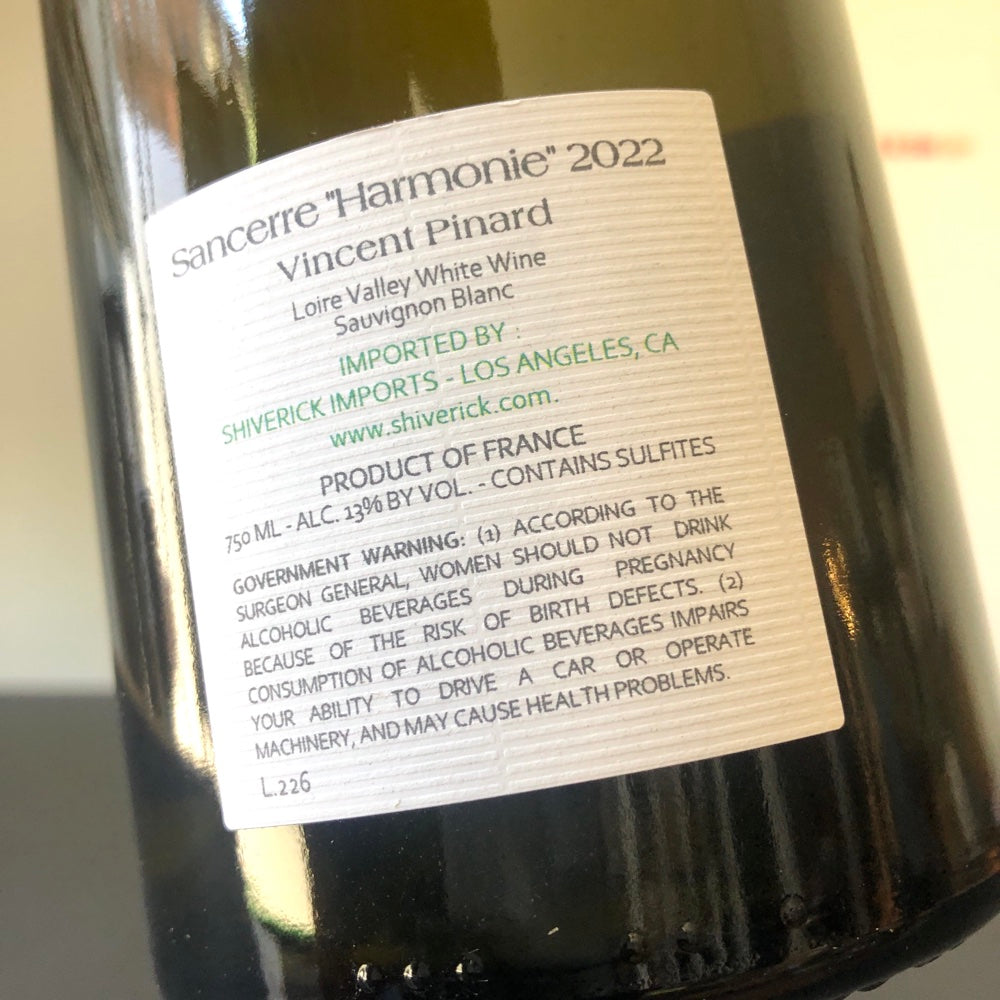 Sancerre "Harmonie" 2022
Vincent Pinard
Loire Valley White Wine
Sauvignon Blanc
IMPORTED BY :
SHIVERICK IMPORTS - LOS ANGELES, CA
www.shiverick.com.
PRODUCT OF FRANCE
750 ML - ALC. 13% BY VOL. - CONTAINS SULFITES
GOVERNMENT WARNING: (1) ACCORDING TO THE
SURGEON GENERAL, WOMEN SHOULD NOT DRINK
ALCOHOLIC BEVERAGES DURING PREGNANCY
BECAUSE OF THE RISK OF BIRTH DEFECTS. (2)
CONSUMPTION OF ALCOHOLIC BEVERAGES IMPAIRS
YOUR ABILITY TO DRIVE A CAR OR OPERATE
MACHINERY, AND MAY CAUSE HEALTH PROBLEMS.
L.226